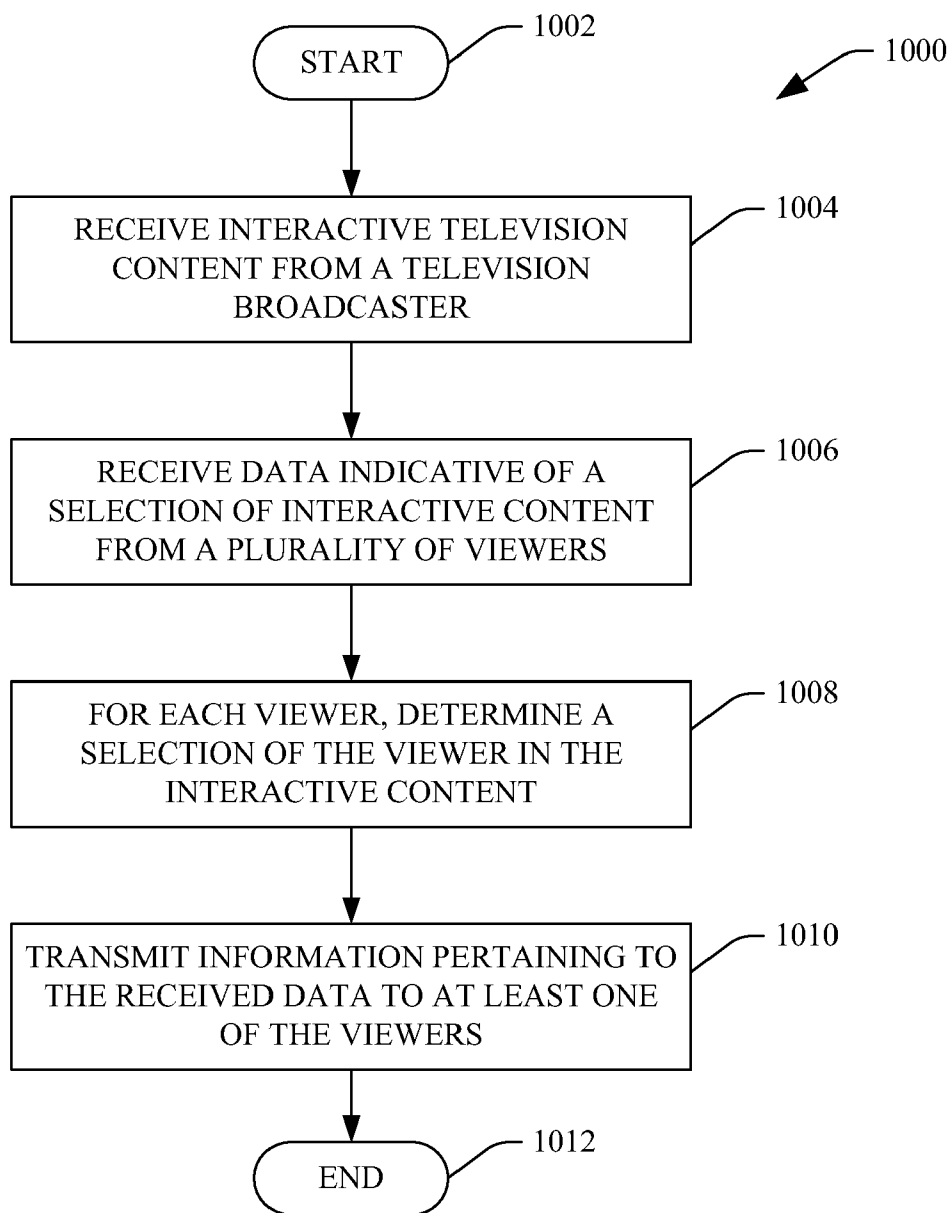 START
1002
1000
RECEIVE INTERACTIVE TELEVISION
CONTENT FROM A TELEVISION
BROADCASTER
1004
RECEIVE DATA INDICATIVE OF A
SELECTION OF INTERACTIVE CONTENT
FROM A PLURALITY OF VIEWERS
1006
FOR EACH VIEWER, DETERMINE A
SELECTION OF THE VIEWER IN THE
INTERACTIVE CONTENT
1008
TRANSMIT INFORMATION PERTAINING TO
THE RECEIVED DATA TO AT LEAST ONE
OF THE VIEWERS
1010
END
1012